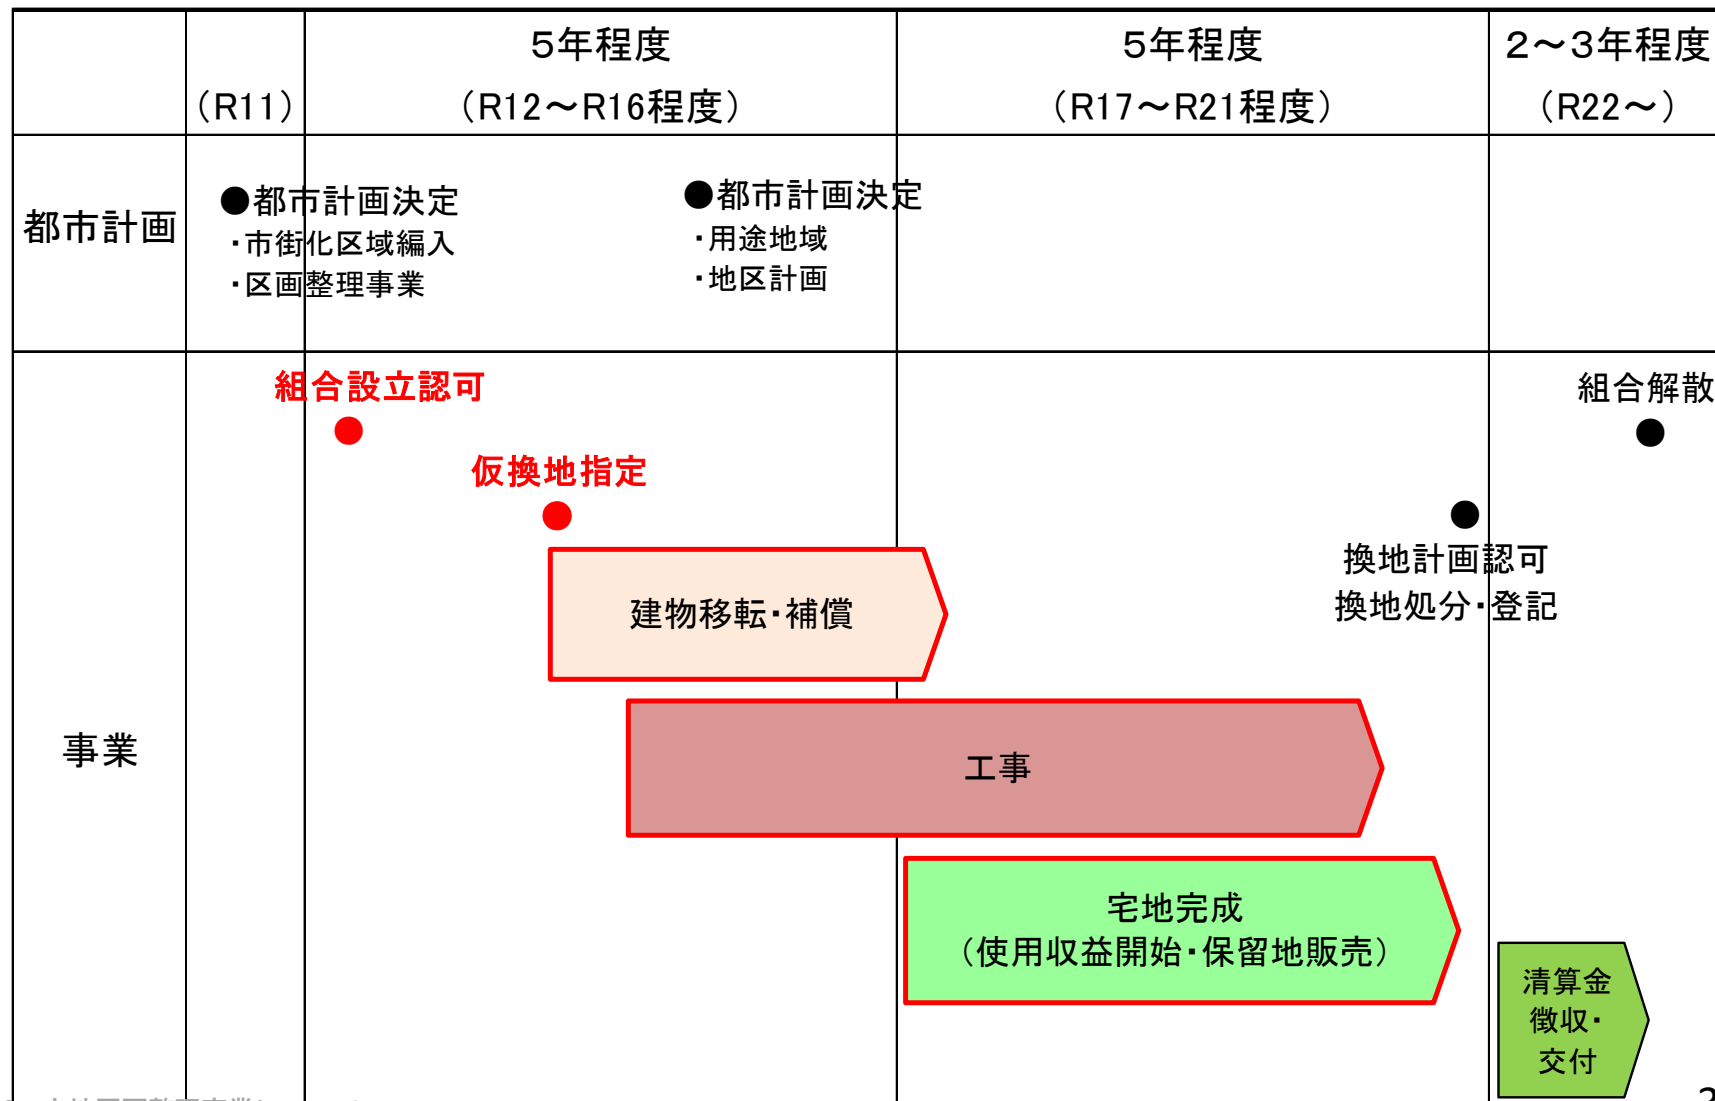 5年程度
5年程度
2～3年程度
（R11）
（R12～R16程度）
（R17～R21程度）
（R22～）
都市計画
●都市計画決定
・市街化区域編入
・区画整理事業
●都市計画決定
・用途地域
・地区計画
事業
組合設立認可
組合解散
仮換地指定
換地計画認可
換地処分・登記
建物移転・補償
工事
宅地完成
（使用収益開始・保留地販売）
清算金
徴収・
交付